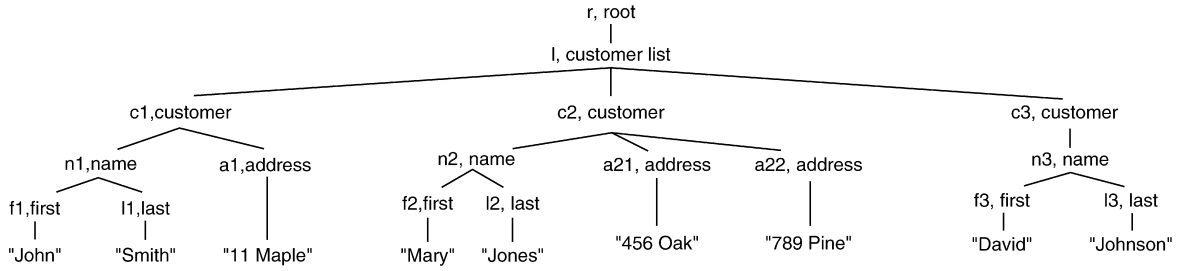 r, root
l, customer list
c1,customer
c2, customer
c3, customer
n1,name
a1,address
n2, name
a21, address
a22, address
n3, name
f1,first
l1,last
f2,first
l2, last
f3, first
l3, last
"John"
"Smith"
"11 Maple"
"Mary"
"Jones"
"456 Oak"
"789 Pine"
"David"
"Johnson"